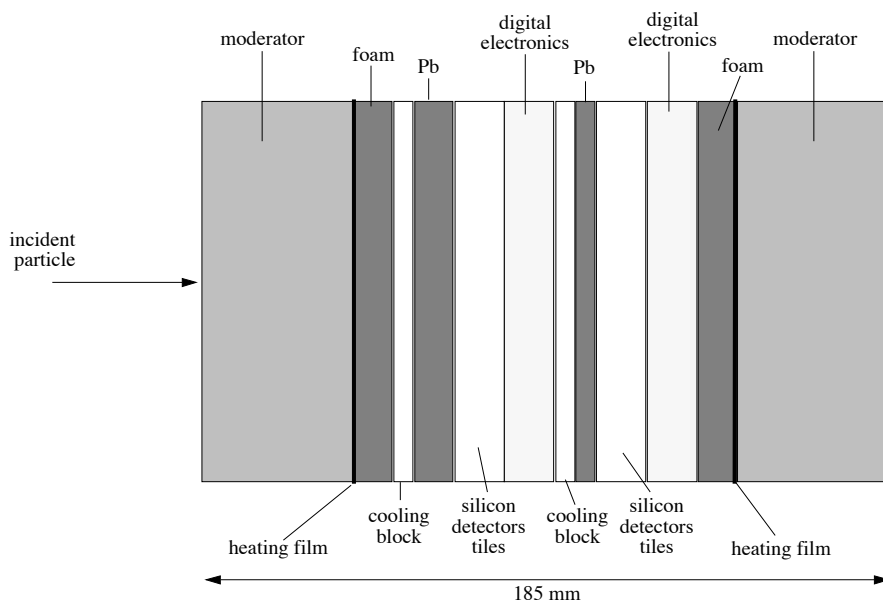 digital
electronics
digital
electronics
moderator
foam
Pb
Pb
foam
moderator
incident
particle
heating film
cooling
block
silicon
detectors
tiles
cooling
block
silicon
detectors
tiles
heating film
185 mm